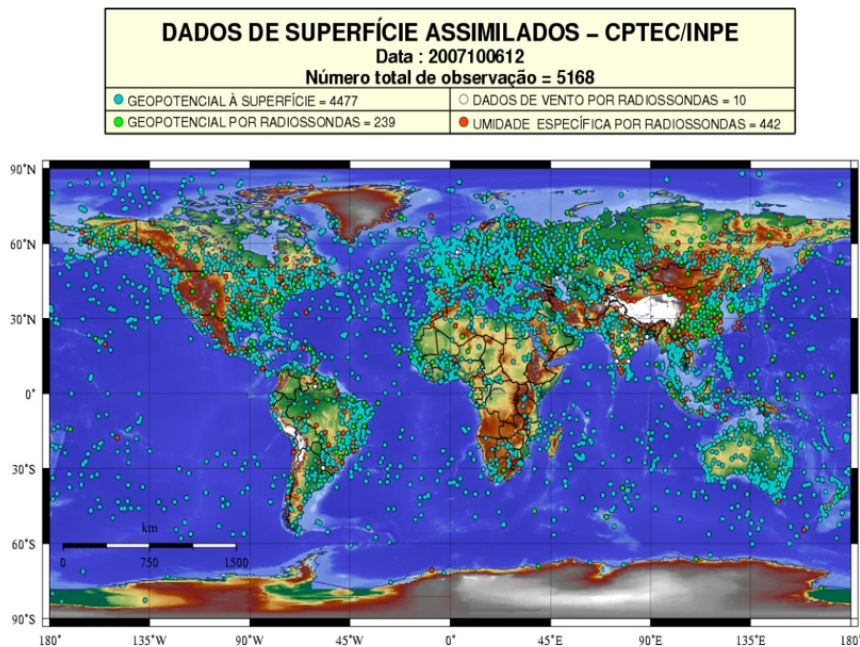 DADOS DE SUPERFÍCIE ASSIMILADOS – CPTEC/INPE
Data : 2007100612
Número total de observação = 5168
GEOPOTENCIAL À SUPERFÍCIE = 4477
DADOS DE VENTO POR RADIOSSONDAS = 10
GEOPOTENCIAL POR RADIOSSONDAS = 239
UMIDADE ESPECÍFICA POR RADIOSSONDAS = 442
90°N
60°N
30°N
0°
30°S
60°S
90°S
km
0 750 1500
180° 135°W 90°W 45°W 0° 45°E 90°E 135°E 180°